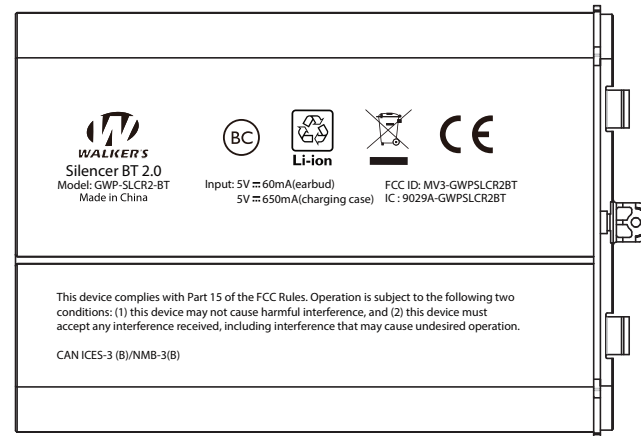 WALKER'S
Silencer BT 2.0
Model: GWP-SLCR2-BT
Made in China
BC
Li-ion
CE
Input: 5V ⎓ 60mA(earbud)
5V ⎓ 650mA(charging case)
FCC ID: MV3-GWPSLCR2BT
IC : 9029A-GWPSLCR2BT
This device complies with Part 15 of the FCC Rules. Operation is subject to the following two
conditions: (1) this device may not cause harmful interference, and (2) this device must
accept any interference received, including interference that may cause undesired operation.
CAN ICES-3 (B)/NMB-3(B)